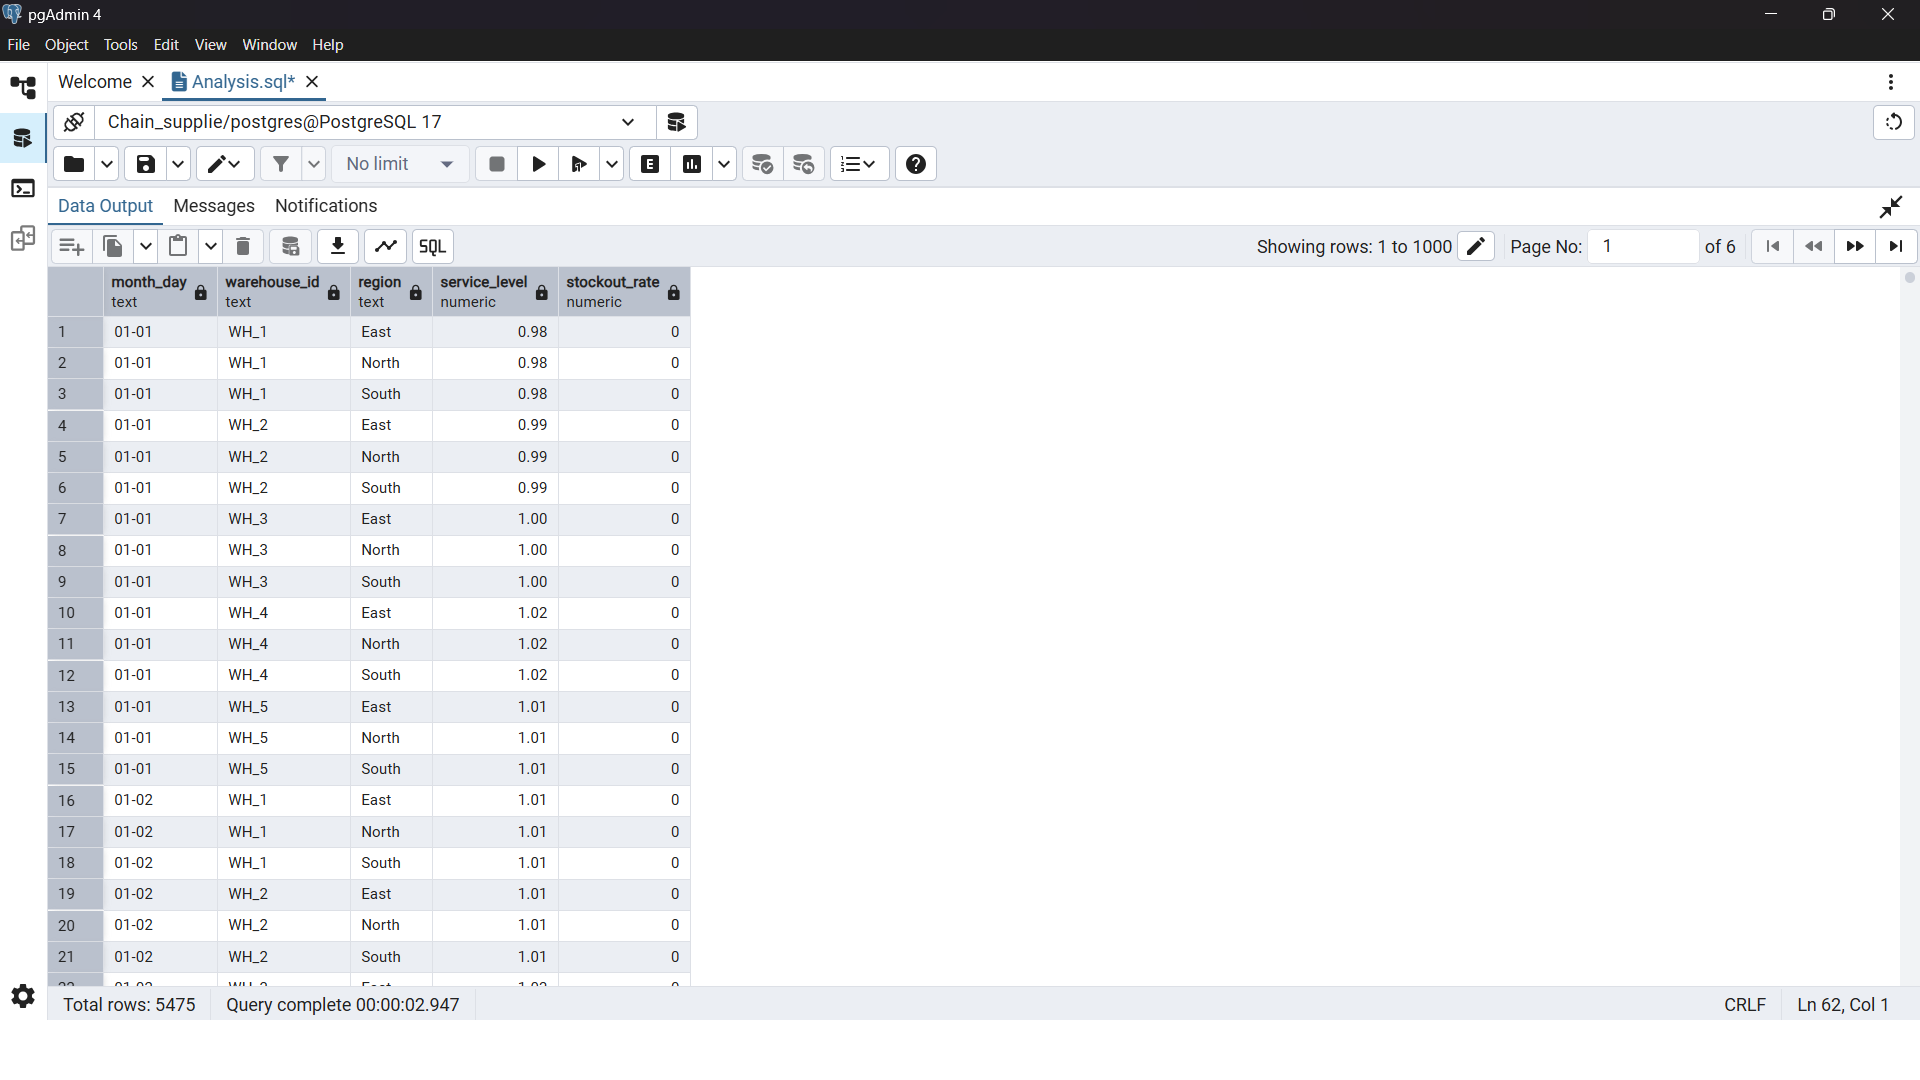 pgAdmin 4
File Object Tools Edit View Window Help
Welcome Analysis.sql*
Chain_supplie/postgres@PostgreSQL 17
No limit E
Data Output Messages Notifications
SQL Showing rows: 1 to 1000 Page No: 1 of 6
month_day warehouse_id region service_level stockout_rate
text text text numeric numeric
1 01-01 WH_1 East 0.98 0
2 01-01 WH_1 North 0.98 0
3 01-01 WH_1 South 0.98 0
4 01-01 WH_2 East 0.99 0
5 01-01 WH_2 North 0.99 0
6 01-01 WH_2 South 0.99 0
7 01-01 WH_3 East 1.00 0
8 01-01 WH_3 North 1.00 0
9 01-01 WH_3 South 1.00 0
10 01-01 WH_4 East 1.02 0
11 01-01 WH_4 North 1.02 0
12 01-01 WH_4 South 1.02 0
13 01-01 WH_5 East 1.01 0
14 01-01 WH_5 North 1.01 0
15 01-01 WH_5 South 1.01 0
16 01-02 WH_1 East 1.01 0
17 01-02 WH_1 North 1.01 0
18 01-02 WH_1 South 1.01 0
19 01-02 WH_2 East 1.01 0
20 01-02 WH_2 North 1.01 0
21 01-02 WH_2 South 1.01 0
Total rows: 5475 Query complete 00:00:02.947 CRLF Ln 62, Col 1